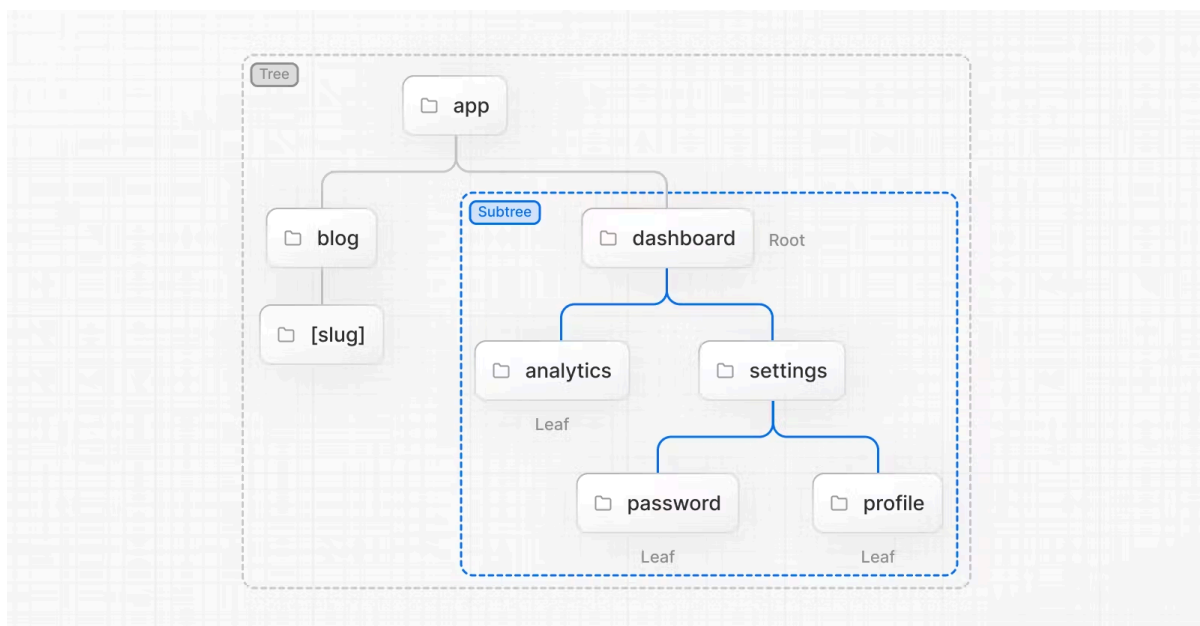 Tree
app
Subtree
blog
dashboard
Root
[slug]
analytics
settings
Leaf
password
profile
Leaf
Leaf